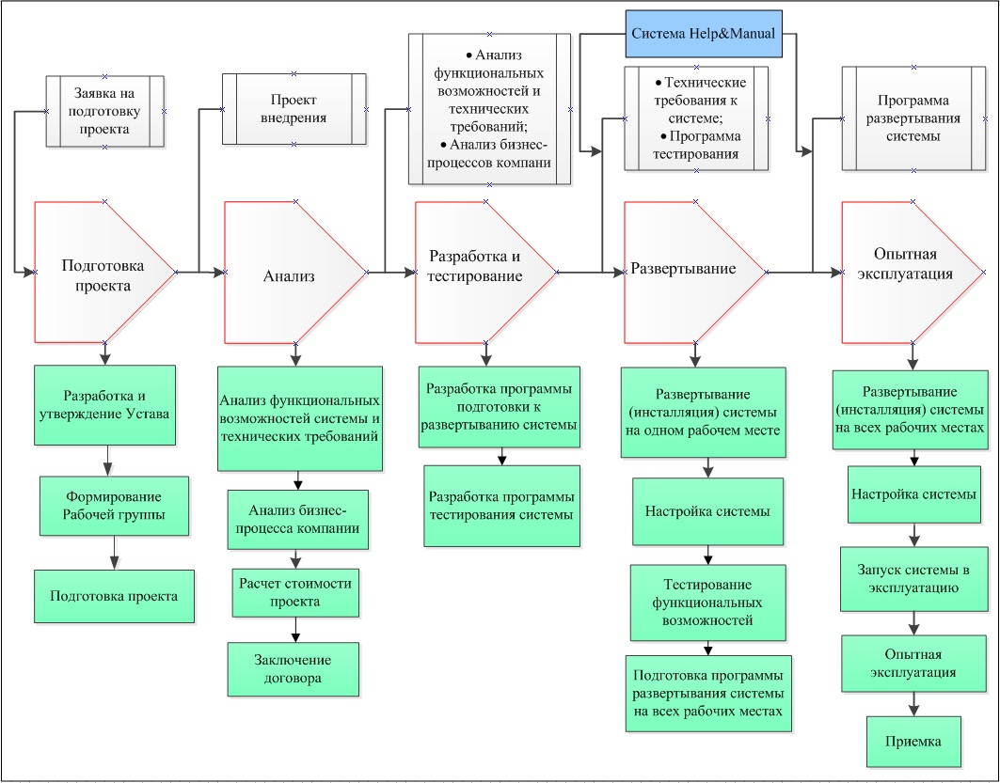 Система Help&Manual
Заявка на
подготовку
проекта
Проект
внедрения
• Анализ
функциональных
возможностей и
технических
требований;
• Анализ бизнес-
процессов компани
• Технические
требования к
системе;
• Программа
тестирования
Программа
развертывания
системы
Подготовка
проекта
Анализ
Разработка и
тестирование
Развертывание
Опытная
эксплуатация
Разработка и
утверждение Устава
Формирование
Рабочей группы
Подготовка проекта
Анализ функциональных
возможностей системы и
технических требований
Анализ бизнес-
процесса компании
Расчет стоимости
проекта
Заключение
договора
Разработка программы
подготовки к
развертыванию системы
Разработка программы
тестирования системы
Развертывание
(инсталляция) системы
на одном рабочем месте
Настройка системы
Тестирование
функциональных
возможностей
Подготовка программы
развертывания системы
на всех рабочих местах
Развертывание
(инсталляция) системы
на всех рабочих местах
Настройка системы
Запуск системы в
эксплуатацию
Опытная
эксплуатация
Приемка